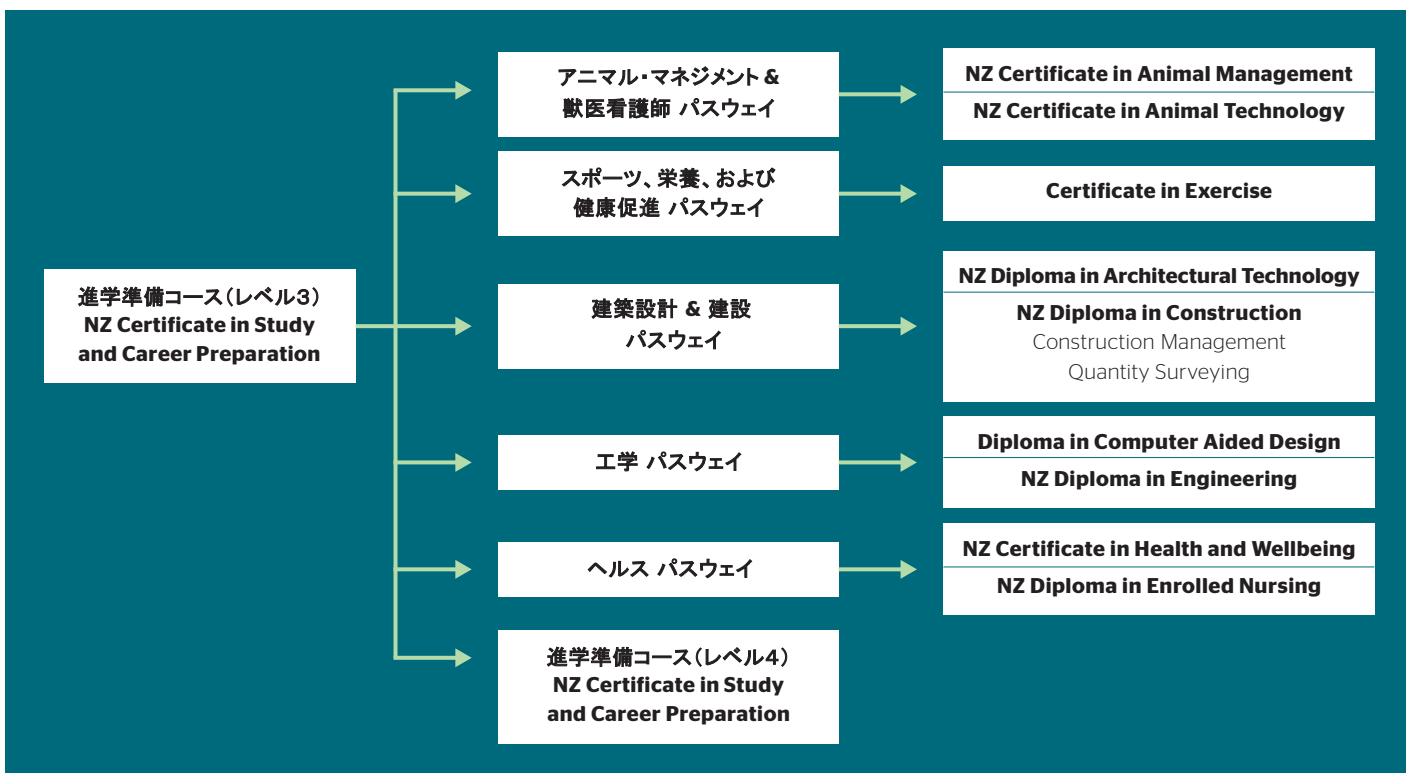 進学準備コース（レベル３）
NZ Certificate in Study
and Career Preparation
アニマル・マネジメント &
獣医看護師 パスウェイ
NZ Certificate in Animal Management
NZ Certificate in Animal Technology
スポーツ、栄養、および
健康促進 パスウェイ
Certificate in Exercise
建築設計 & 建設
パスウェイ
NZ Diploma in Architectural Technology
NZ Diploma in Construction
Construction Management
Quantity Surveying
工学 パスウェイ
Diploma in Computer Aided Design
NZ Diploma in Engineering
ヘルス パスウェイ
NZ Certificate in Health and Wellbeing
NZ Diploma in Enrolled Nursing
進学準備コース（レベル４）
NZ Certificate in Study
and Career Preparation